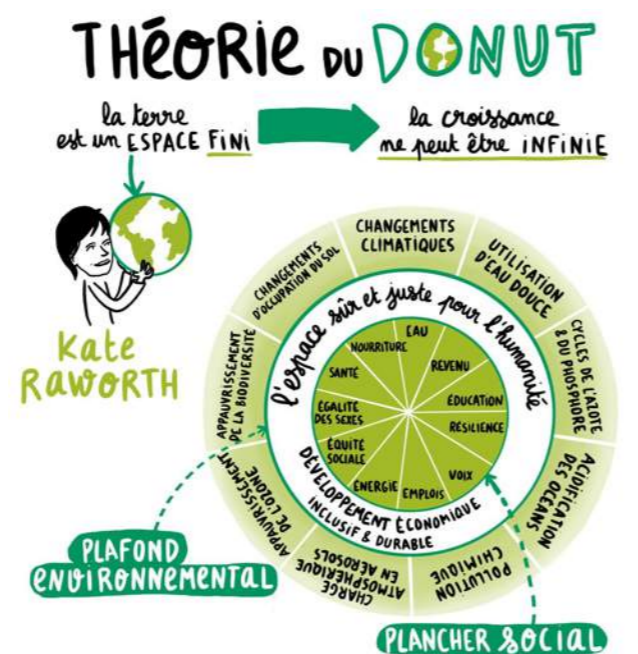 THÉORIE DU DONUT
la terre
est un ESPACE FINI
la croissance
ne peut être INFINIE
Kate
RAWORTH
CHANGEMENTS
CLIMATIQUES
UTILISATION
D'EAU DOUCE
CYCLES DE L'AZOTE
& DU PHOSPHORE
ACIDIFICATION
DES OCÉANS
POLLUTION
CHIMIQUE
CHARGE
ATMOSPHÉRIQUE
EN AÉROSOLS
APPAUVRISSEMENT
DE L'OZONE
APPAUVRISSEMENT
DE LA BIODIVERSITÉ
CHANGEMENTS
D'OCCUPATION DU SOL
l'espace sûr et juste pour l'humanité
EAU
REVENU
ÉDUCATION
RÉSILIENCE
VOIX
EMPLOIS
ÉNERGIE
ÉQUITÉ
SOCIALE
ÉGALITÉ
DES SEXES
SANTÉ
NOURRITURE
DÉVELOPPEMENT ÉCONOMIQUE
INCLUSIF & DURABLE
PLAFOND
ENVIRONNEMENTAL
PLANCHER SOCIAL